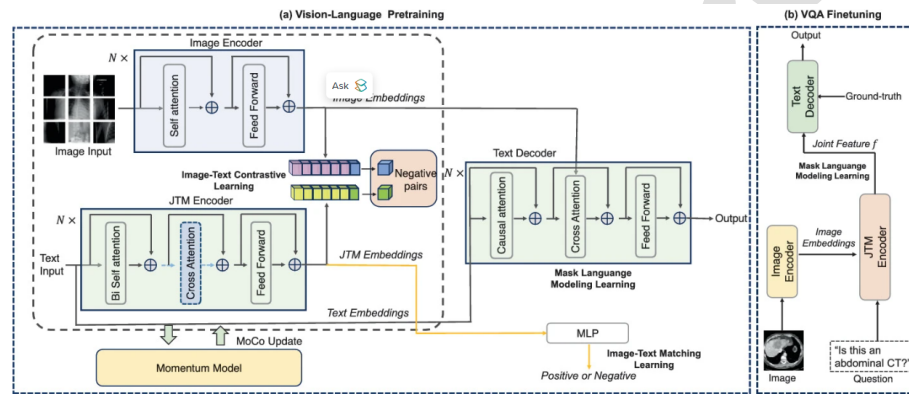 (a) Vision-Language Pretraining
Image Encoder
N ×
Self attention
Feed Forward
Image Input
Ask
Image Embeddings
Image-Text Contrastive
Learning
Negative
pairs
JTM Encoder
N ×
Text
Input
Bi Self attention
Cross Attention
Feed Forward
JTM Embeddings
Text Embeddings
MoCo Update
Momentum Model
Text Decoder
N ×
Causal attention
Cross Attention
Feed Forward
Output
Mask Languange
Modeling Learning
MLP
Image-Text Matching
Learning
Positive or Negative
(b) VQA Finetuning
Output
Text
Decoder
Ground-truth
Joint Feature f
Mask Languange
Modeling Learning
Image
Embeddings
Image
Encoder
JTM
Encoder
Image
"Is this an
abdominal CT?"
Question